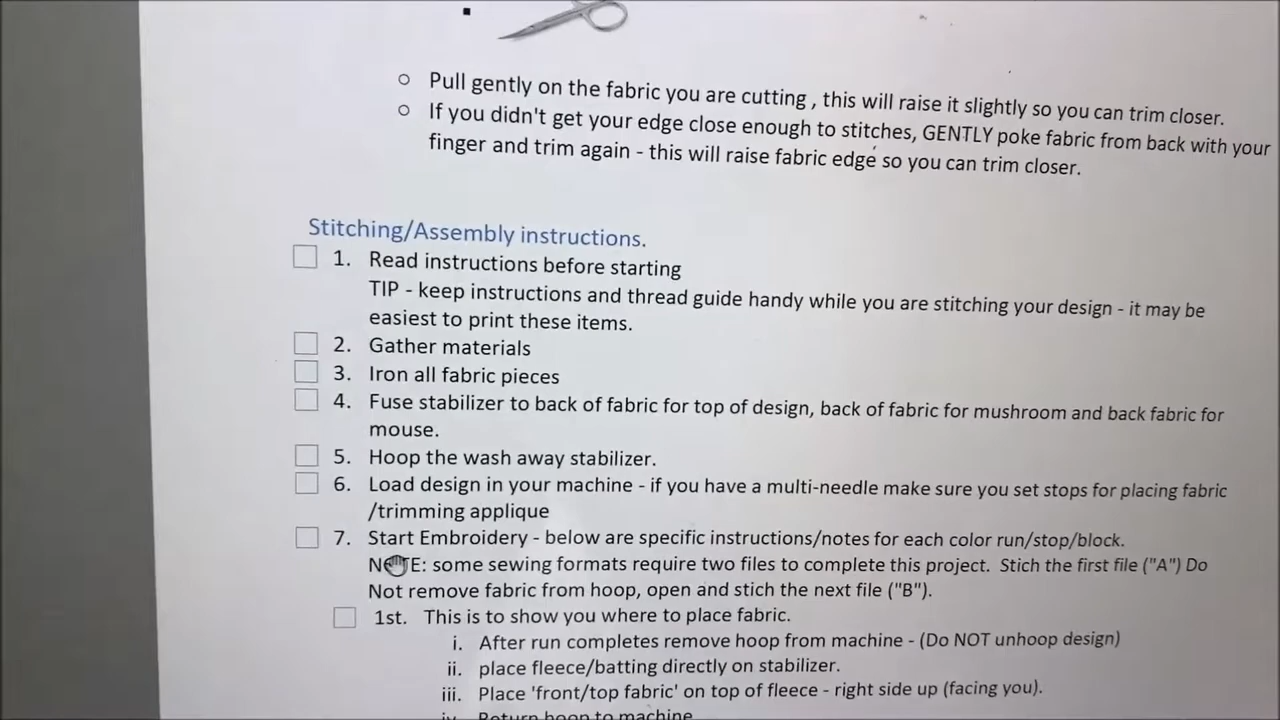 Pull gently on the fabric you are cutting , this will raise it slightly so you can trim closer.
If you didn't get your edge close enough to stitches, GENTLY poke fabric from back with your
finger and trim again - this will raise fabric edge so you can trim closer.
Stitching/Assembly instructions.
1. Read instructions before starting
TIP - keep instructions and thread guide handy while you are stitching your design - it may be
easiest to print these items.
2. Gather materials
3. Iron all fabric pieces
4. Fuse stabilizer to back of fabric for top of design, back of fabric for mushroom and back fabric for
mouse.
5. Hoop the wash away stabilizer.
6. Load design in your machine - if you have a multi-needle make sure you set stops for placing fabric
/trimming applique
7. Start Embroidery - below are specific instructions/notes for each color run/stop/block.
NOTE: some sewing formats require two files to complete this project. Stich the first file ("A") Do
Not remove fabric from hoop, open and stich the next file ("B").
1st. This is to show you where to place fabric.
i. After run completes remove hoop from machine - (Do NOT unhoop design)
ii. place fleece/batting directly on stabilizer.
iii. Place 'front/top fabric' on top of fleece - right side up (facing you).
iv. Return hoop to machine